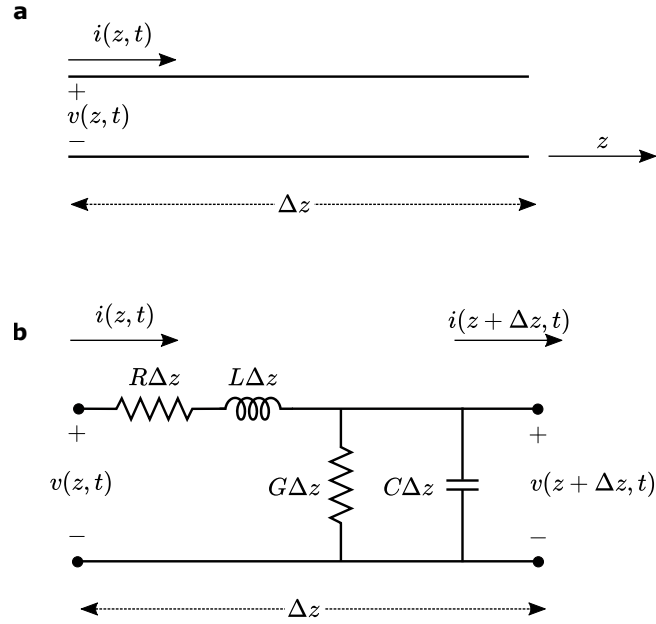 a
i(z,t)
+
v(z,t)
−
z
Δz
b
i(z,t)
i(z + Δz,t)
RΔz
LΔz
+
+
v(z,t)
GΔz
CΔz
v(z + Δz,t)
−
−
Δz